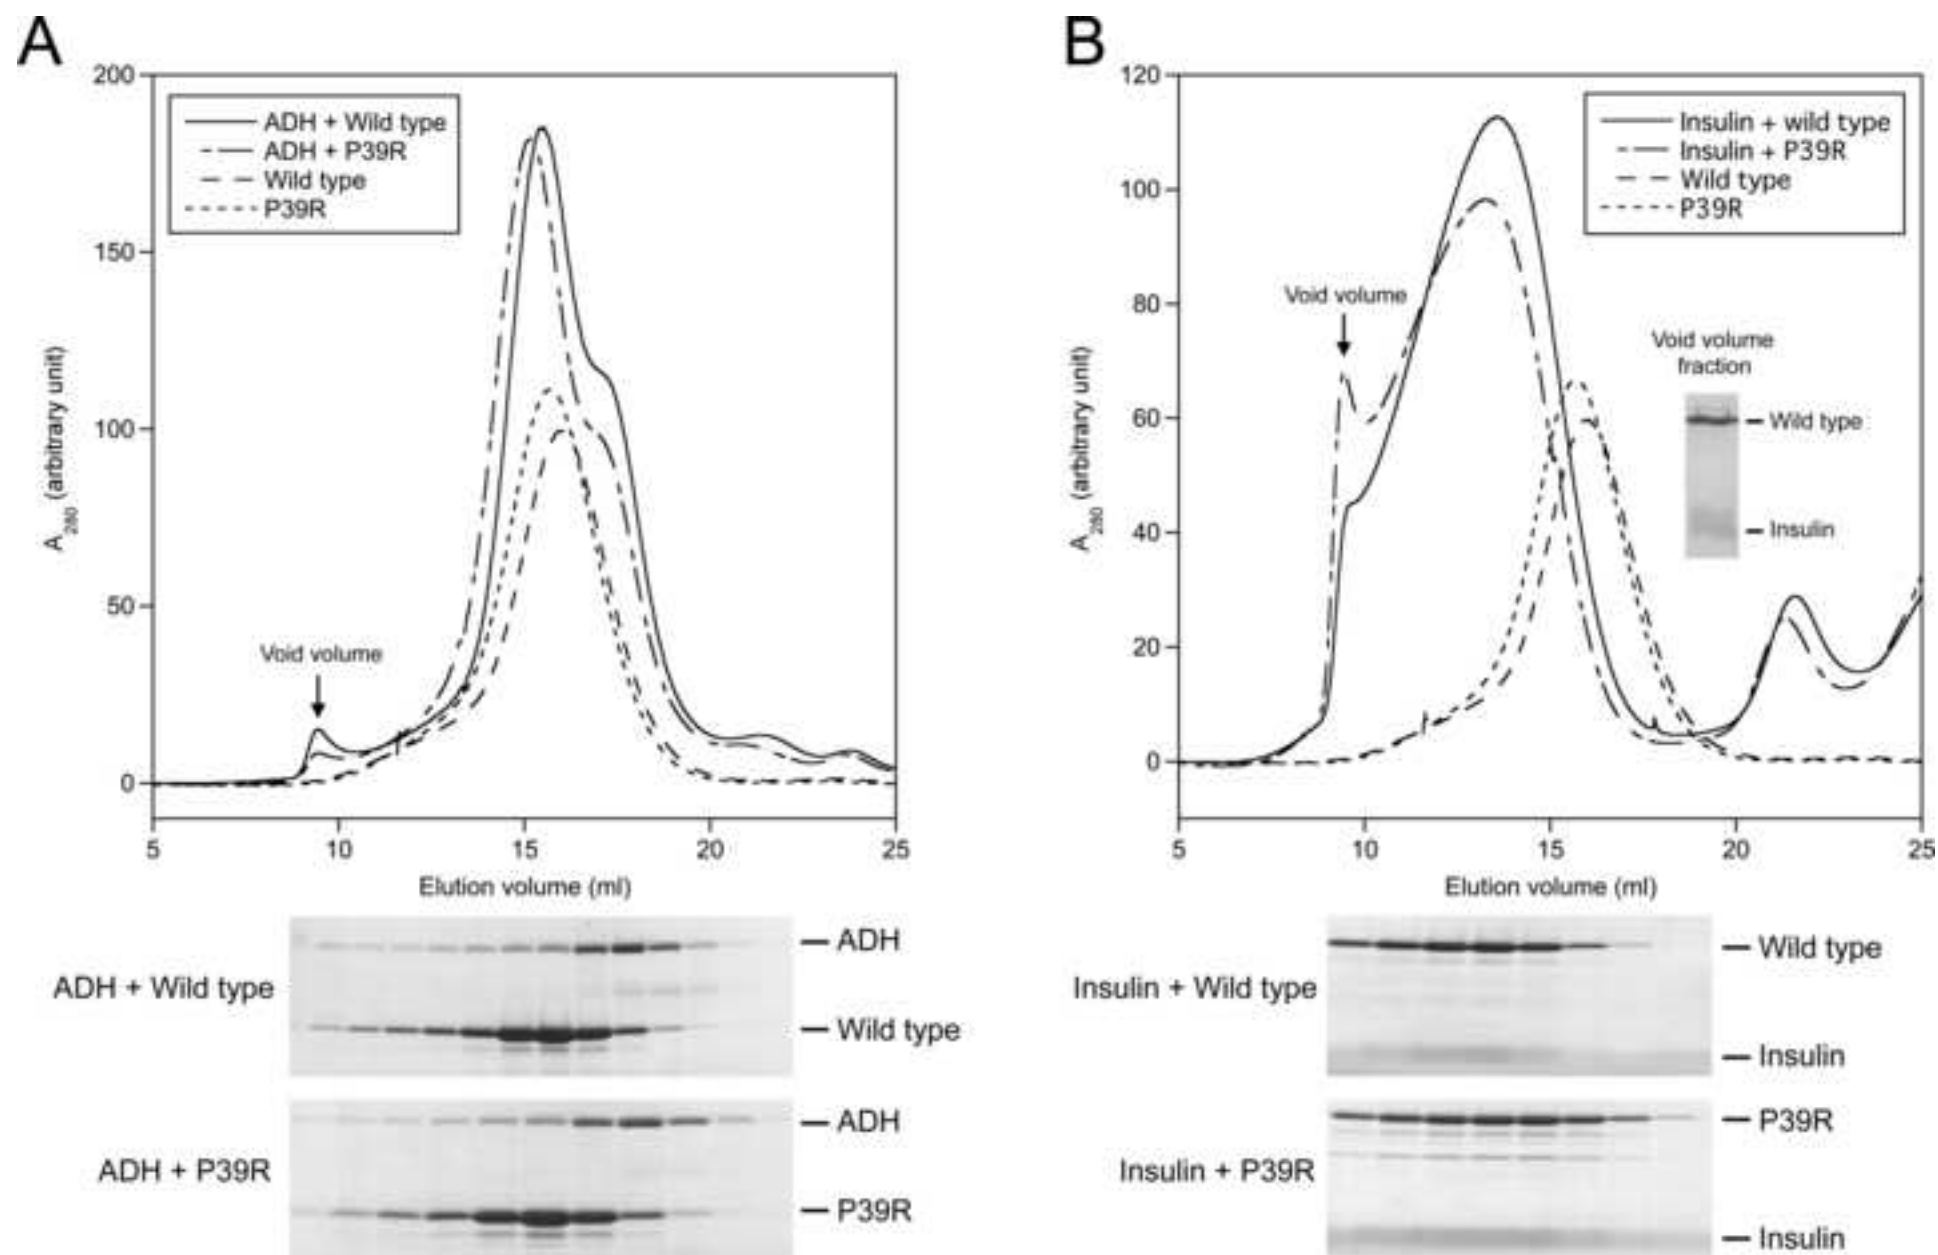 A
200
150
100
50
0
A280 (arbitrary unit)
ADH + Wild type
ADH + P39R
Wild type
P39R
Void volume
5
10
15
20
25
Elution volume (ml)
ADH + Wild type
ADH
Wild type
ADH + P39R
ADH
P39R
B
120
100
80
60
40
20
0
A280 (arbitrary unit)
Insulin + wild type
Insulin + P39R
Wild type
P39R
Void volume
Void volume
fraction
Wild type
Insulin
5
10
15
20
25
Elution volume (ml)
Insulin + Wild type
Wild type
Insulin
Insulin + P39R
P39R
Insulin